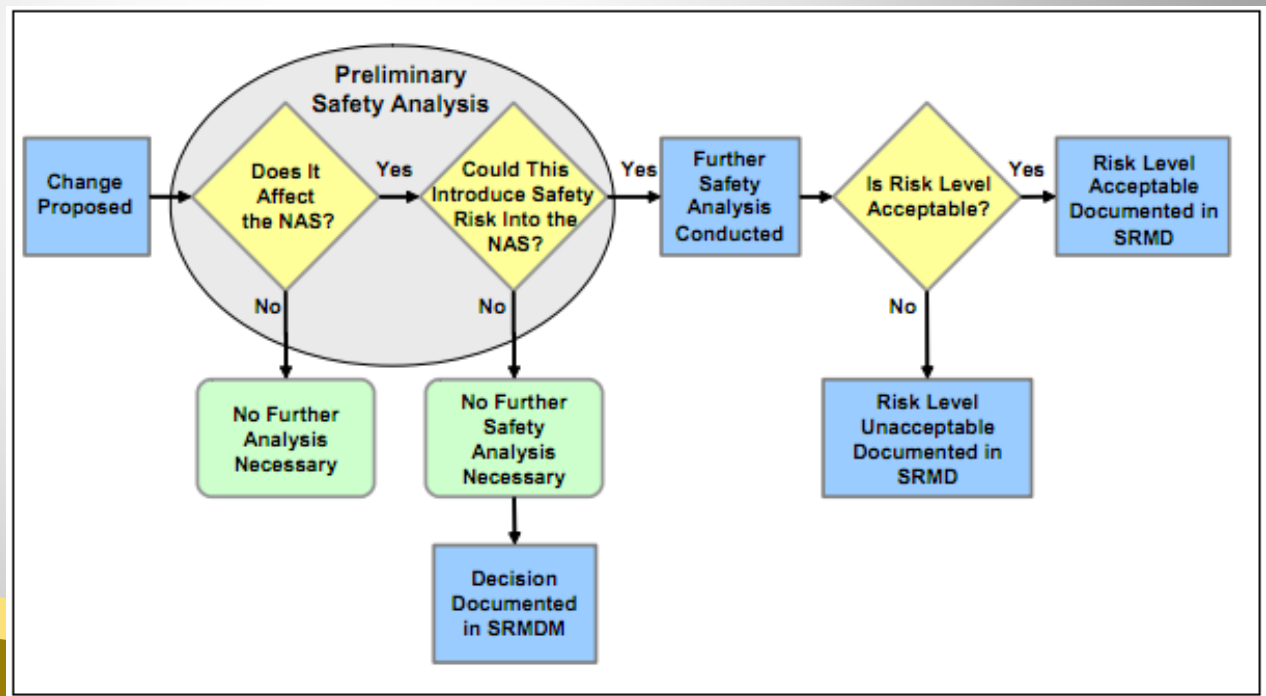 Preliminary
Safety Analysis
Change
Proposed
Does It
Affect
the NAS?
Yes
No
Could This
Introduce Safety
Risk Into the
NAS?
Yes
No
Further
Safety
Analysis
Conducted
Is Risk Level
Acceptable?
Yes
No
Risk Level
Acceptable
Documented in
SRMD
No Further
Analysis
Necessary
No Further
Safety
Analysis
Necessary
Risk Level
Unacceptable
Documented in
SRMD
Decision
Documented
in SRMDM